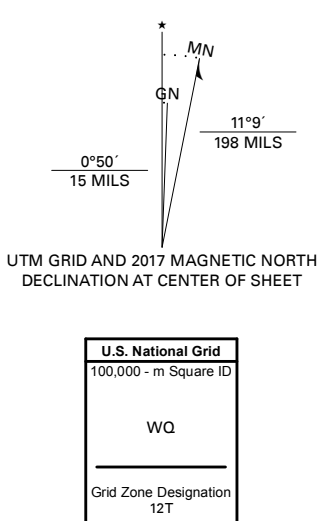 ★
MN
GN
11°9´
198 MILS
0°50´
15 MILS
UTM GRID AND 2017 MAGNETIC NORTH
DECLINATION AT CENTER OF SHEET
U.S. National Grid
100,000 - m Square ID
WQ
Grid Zone Designation
12T